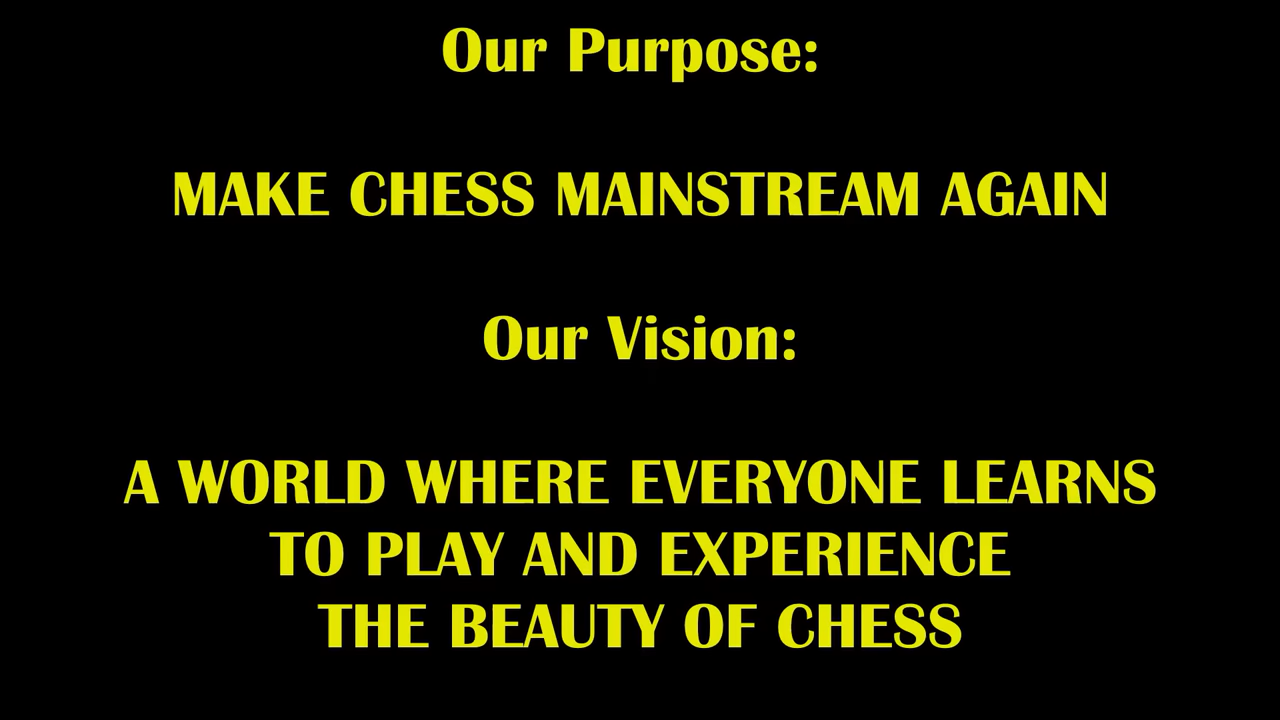 Our Purpose:
MAKE CHESS MAINSTREAM AGAIN
Our Vision:
A WORLD WHERE EVERYONE LEARNS
TO PLAY AND EXPERIENCE
THE BEAUTY OF CHESS